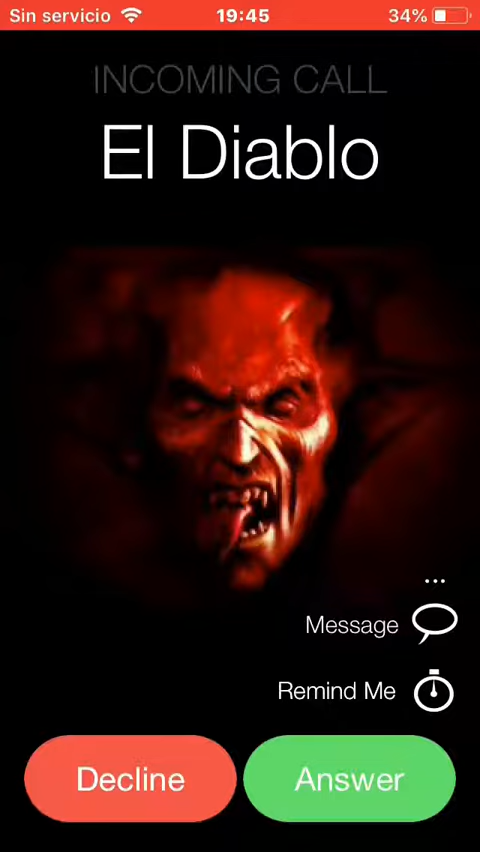 Sin servicio 19:45 34%
INCOMING CALL
El Diablo
...
Message
Remind Me
Decline Answer